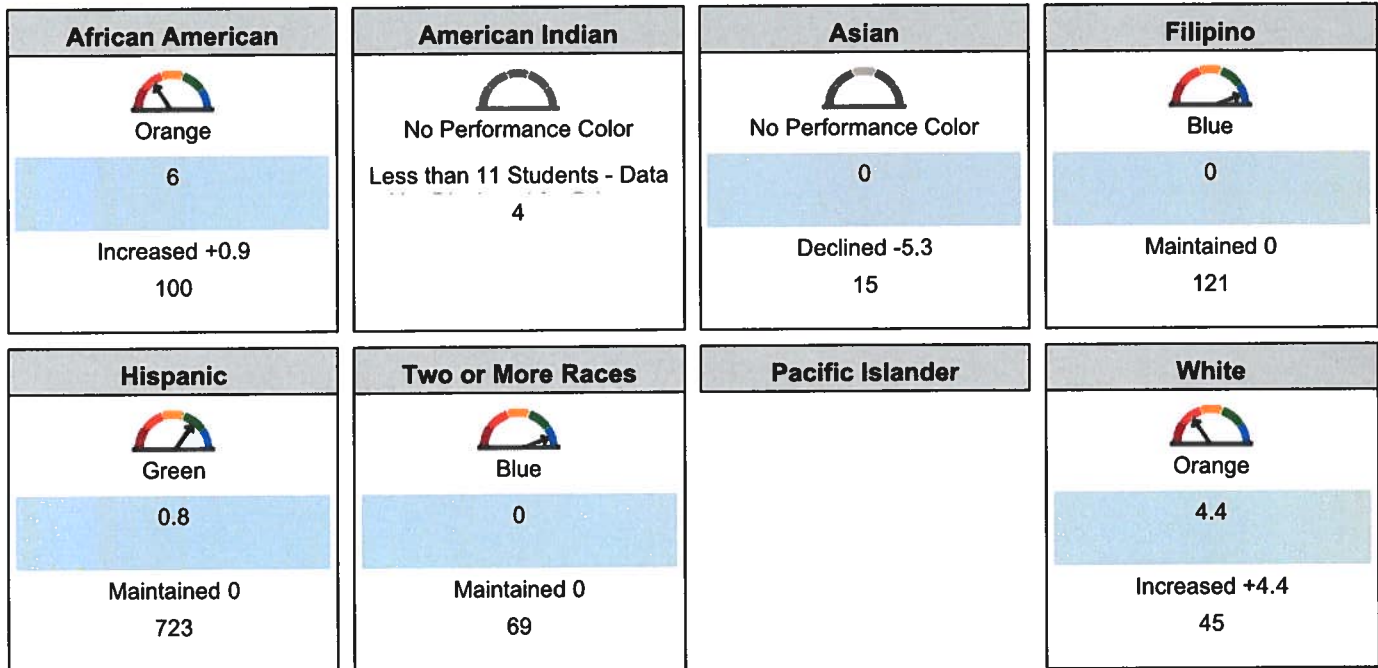 African American
Orange
6
Increased +0.9
100
American Indian
No Performance Color
Less than 11 Students - Data
4
Asian
No Performance Color
0
Declined -5.3
15
Filipino
Blue
0
Maintained 0
121
Hispanic
Green
0.8
Maintained 0
723
Two or More Races
Blue
0
Maintained 0
69
Pacific Islander
White
Orange
4.4
Increased +4.4
45